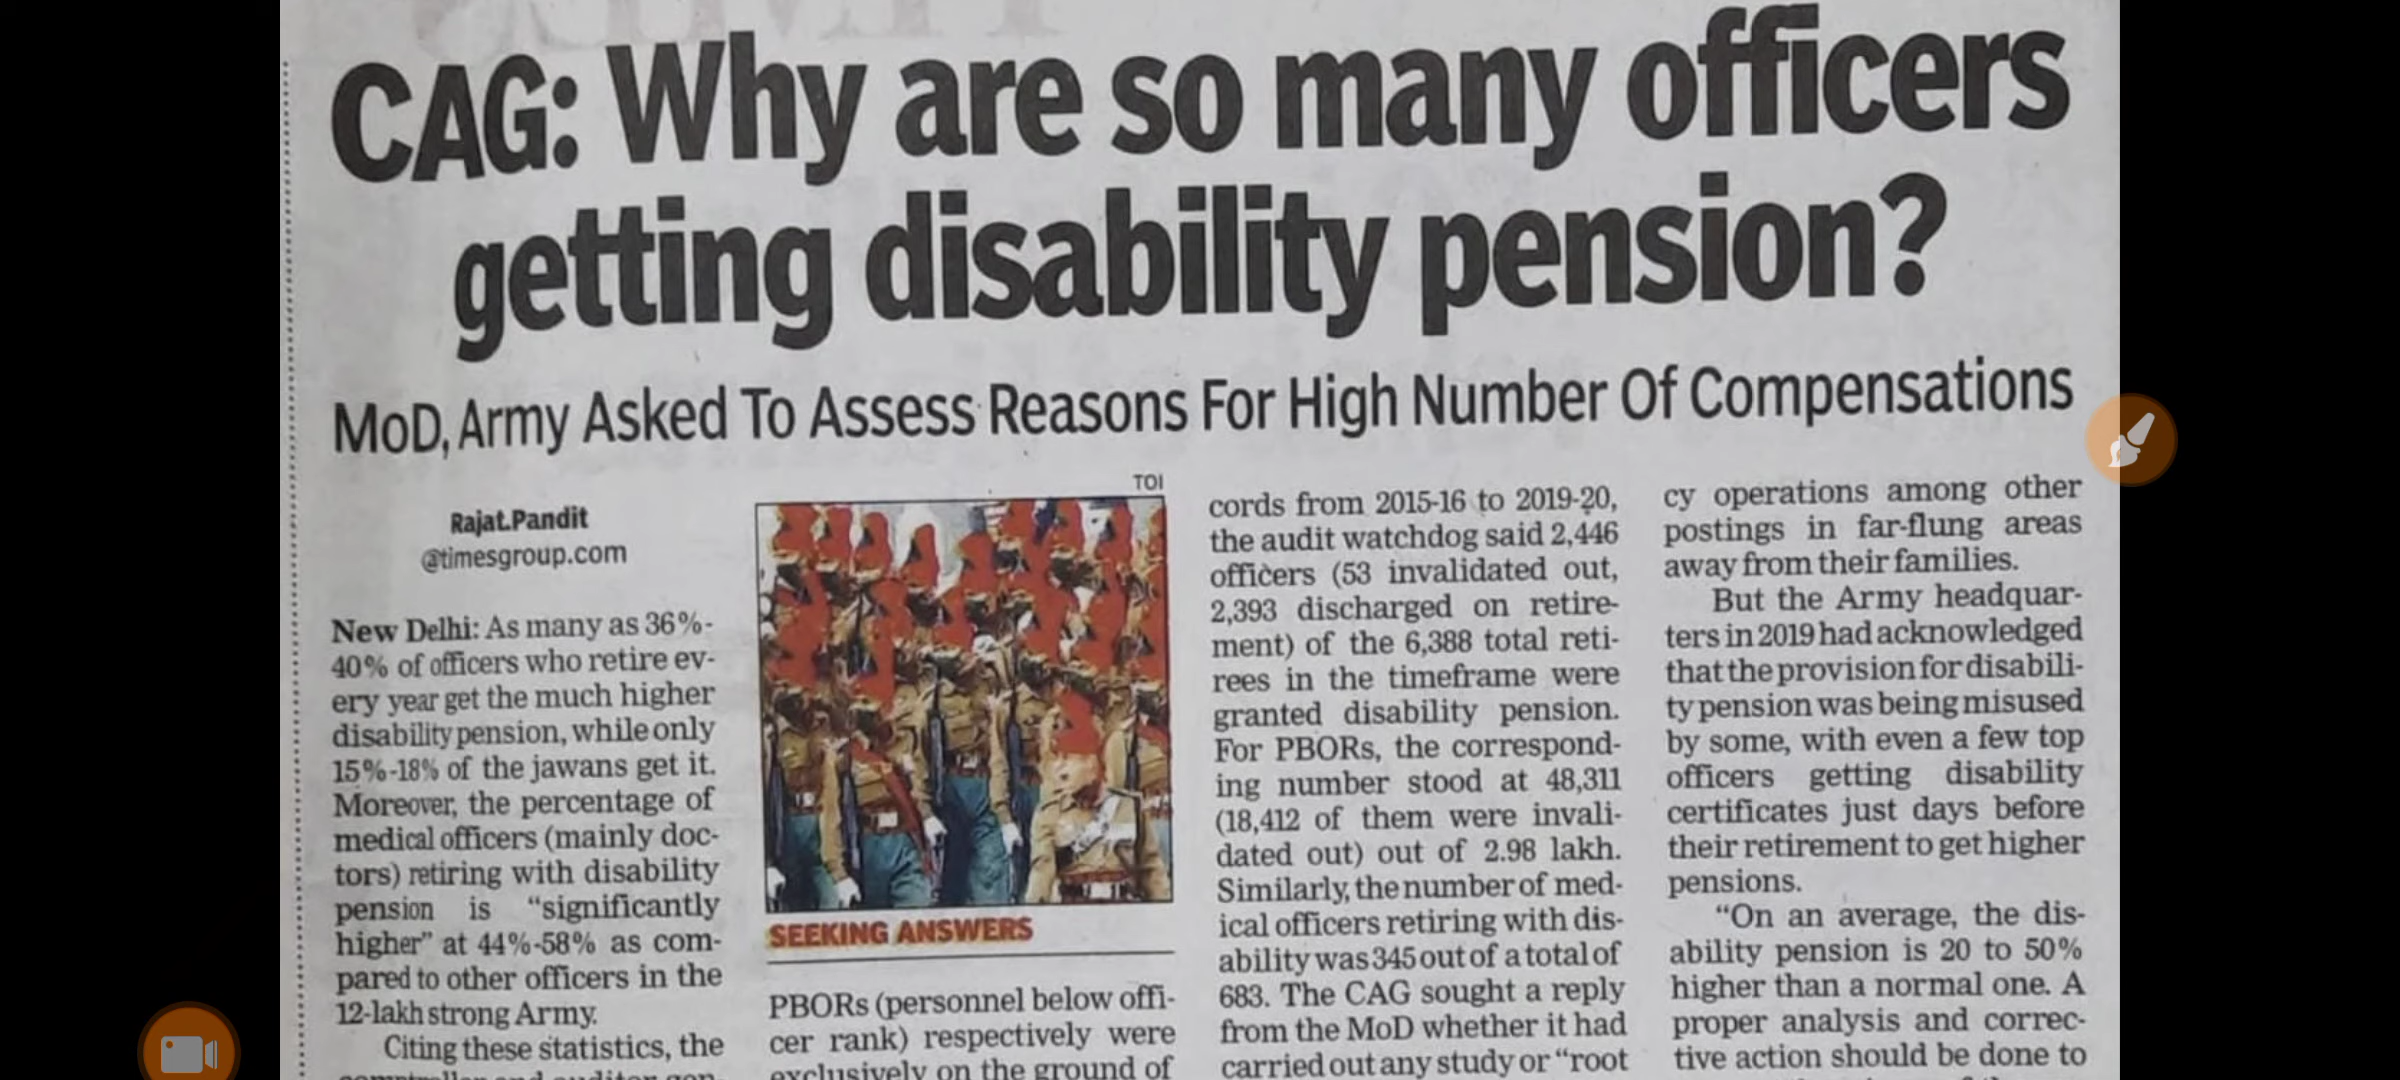 CAG: Why are so many officers
getting disability pension?
MoD, Army Asked To Assess Reasons For High Number Of Compensations
Rajat.Pandit
@timesgroup.com
New Delhi: As many as 36%-
40% of officers who retire ev-
ery year get the much higher
disability pension, while only
15%-18% of the jawans get it.
Moreover, the percentage of
medical officers (mainly doc-
tors) retiring with disability
pension is “significantly
higher” at 44%-58% as com-
pared to other officers in the
12-lakh strong Army.
Citing these statistics, the
TOI
SEEKING ANSWERS
PBORs (personnel below offi-
cer rank) respectively were
exclusively on the ground of
cords from 2015-16 to 2019-20,
the audit watchdog said 2,446
officers (53 invalidated out,
2,393 discharged on retire-
ment) of the 6,388 total reti-
rees in the timeframe were
granted disability pension.
For PBORs, the correspond-
ing number stood at 48,311
(18,412 of them were invali-
dated out) out of 2.98 lakh.
Similarly, the number of med-
ical officers retiring with dis-
ability was 345 out of a total of
683. The CAG sought a reply
from the MoD whether it had
carried out any study or “root
cy operations among other
postings in far-flung areas
away from their families.
But the Army headquar-
ters in 2019 had acknowledged
that the provision for disabili-
ty pension was being misused
by some, with even a few top
officers getting disability
certificates just days before
their retirement to get higher
pensions.
“On an average, the dis-
ability pension is 20 to 50%
higher than a normal one. A
proper analysis and correc-
tive action should be done to